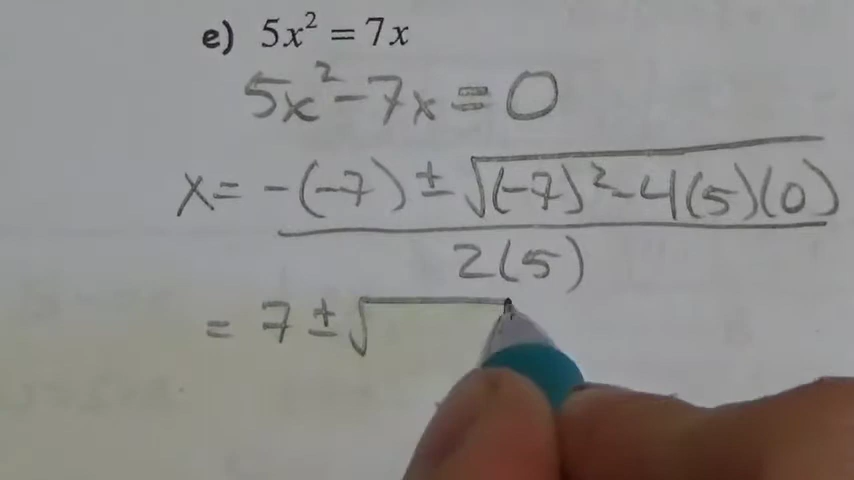 e) 5x² = 7x
5x² - 7x = 0
x = -(-7) ± √(-7)² - 4(5)(0)
2(5)
= 7 ± √